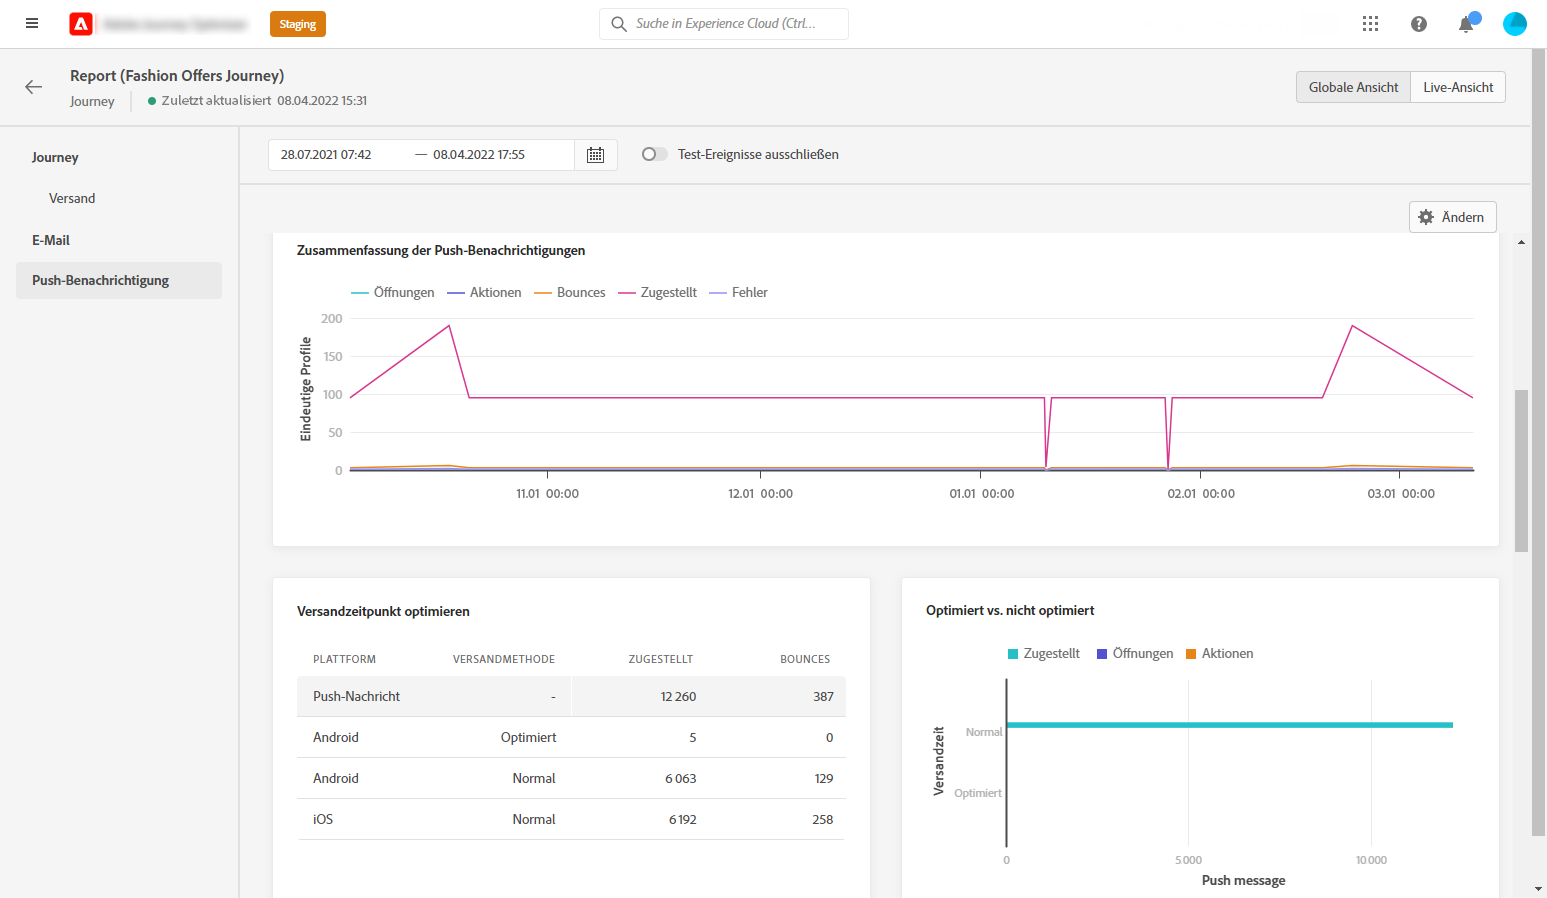 Staging
Suche in Experience Cloud (Ctrl...
Report (Fashion Offers Journey)
Journey
Zuletzt aktualisiert 08.04.2022 15:31
Globale Ansicht
Live-Ansicht
Journey
Versand
E-Mail
Push-Benachrichtigung
28.07.2021 07:42 — 08.04.2022 17:55
Test-Ereignisse ausschließen
Ändern
Zusammenfassung der Push-Benachrichtigungen
Öffnungen Aktionen Bounces Zugestellt Fehler
Eindeutige Profile
200
150
100
50
0
11.01 00:00 12.01 00:00 01.01 00:00 02.01 00:00 03.01 00:00
Versandzeitpunkt optimieren
PLATTFORM VERSANDMETHODE ZUGESTELLT BOUNCES
Push-Nachricht - 12 260 387
Android Optimiert 5 0
Android Normal 6 063 129
iOS Normal 6 192 258
Optimiert vs. nicht optimiert
Zugestellt Öffnungen Aktionen
Versandzeit
Normal
Optimiert
0 5 000 10 000
Push message